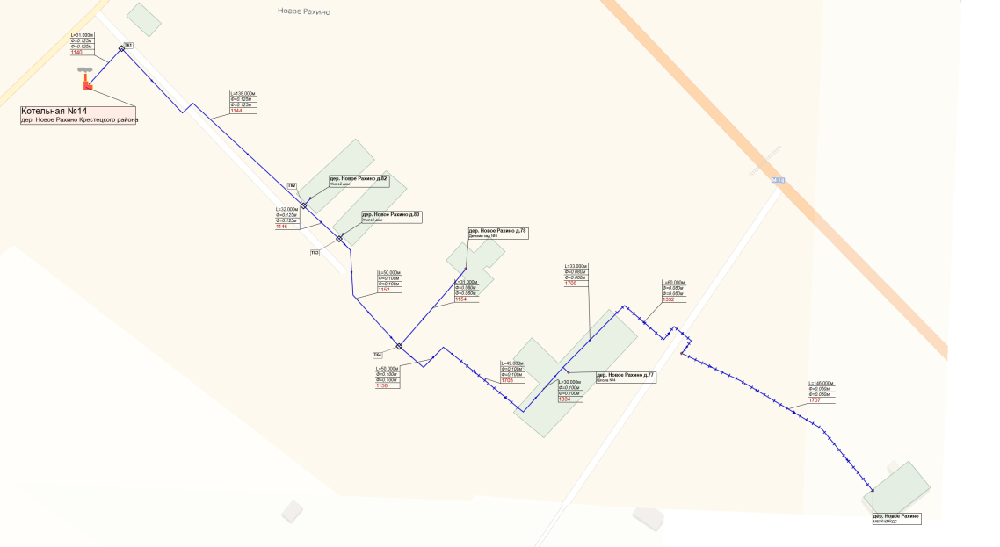 Новое Рахино
L=31.000м
Ф=0.125м
Ф=0.125м
1140
ТК1
Котельная №14
дер. Новое Рахино Крестецкого района
L=138.000м
Ф=0.125м
Ф=0.125м
1144
ТК2
дер. Новое Рахино д.82
Жилой дом
L=32.000м
Ф=0.125м
Ф=0.125м
1146
дер. Новое Рахино д.80
Жилой дом
ТК3
дер. Новое Рахино д.78
Детский сад №4
L=50.000м
Ф=0.100м
Ф=0.100м
1152
L=31.000м
Ф=0.080м
Ф=0.080м
1154
L=33.000м
Ф=0.080м
Ф=0.080м
1705
L=60.000м
Ф=0.080м
Ф=0.080м
1332
ТК4
L=50.000м
Ф=0.100м
Ф=0.100м
1158
L=49.000м
Ф=0.100м
Ф=0.100м
1703
L=30.000м
Ф=0.100м
Ф=0.100м
1334
дер. Новое Рахино д.77
Школа №4
L=146.000м
Ф=0.050м
Ф=0.050м
1707
дер. Новое Рахино